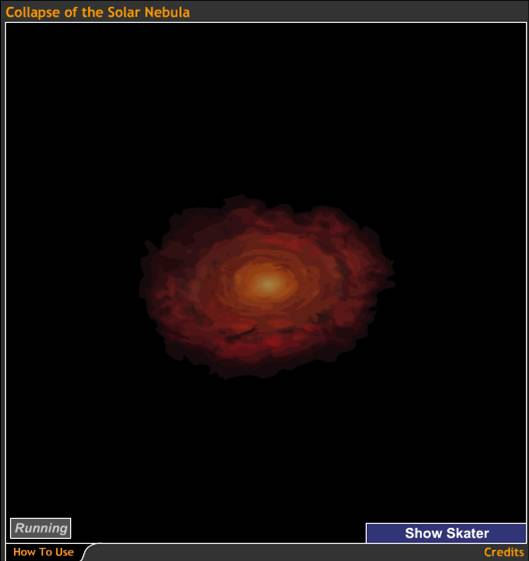 Collapse of the Solar Nebula
Running
Show Skater
How To Use
Credits